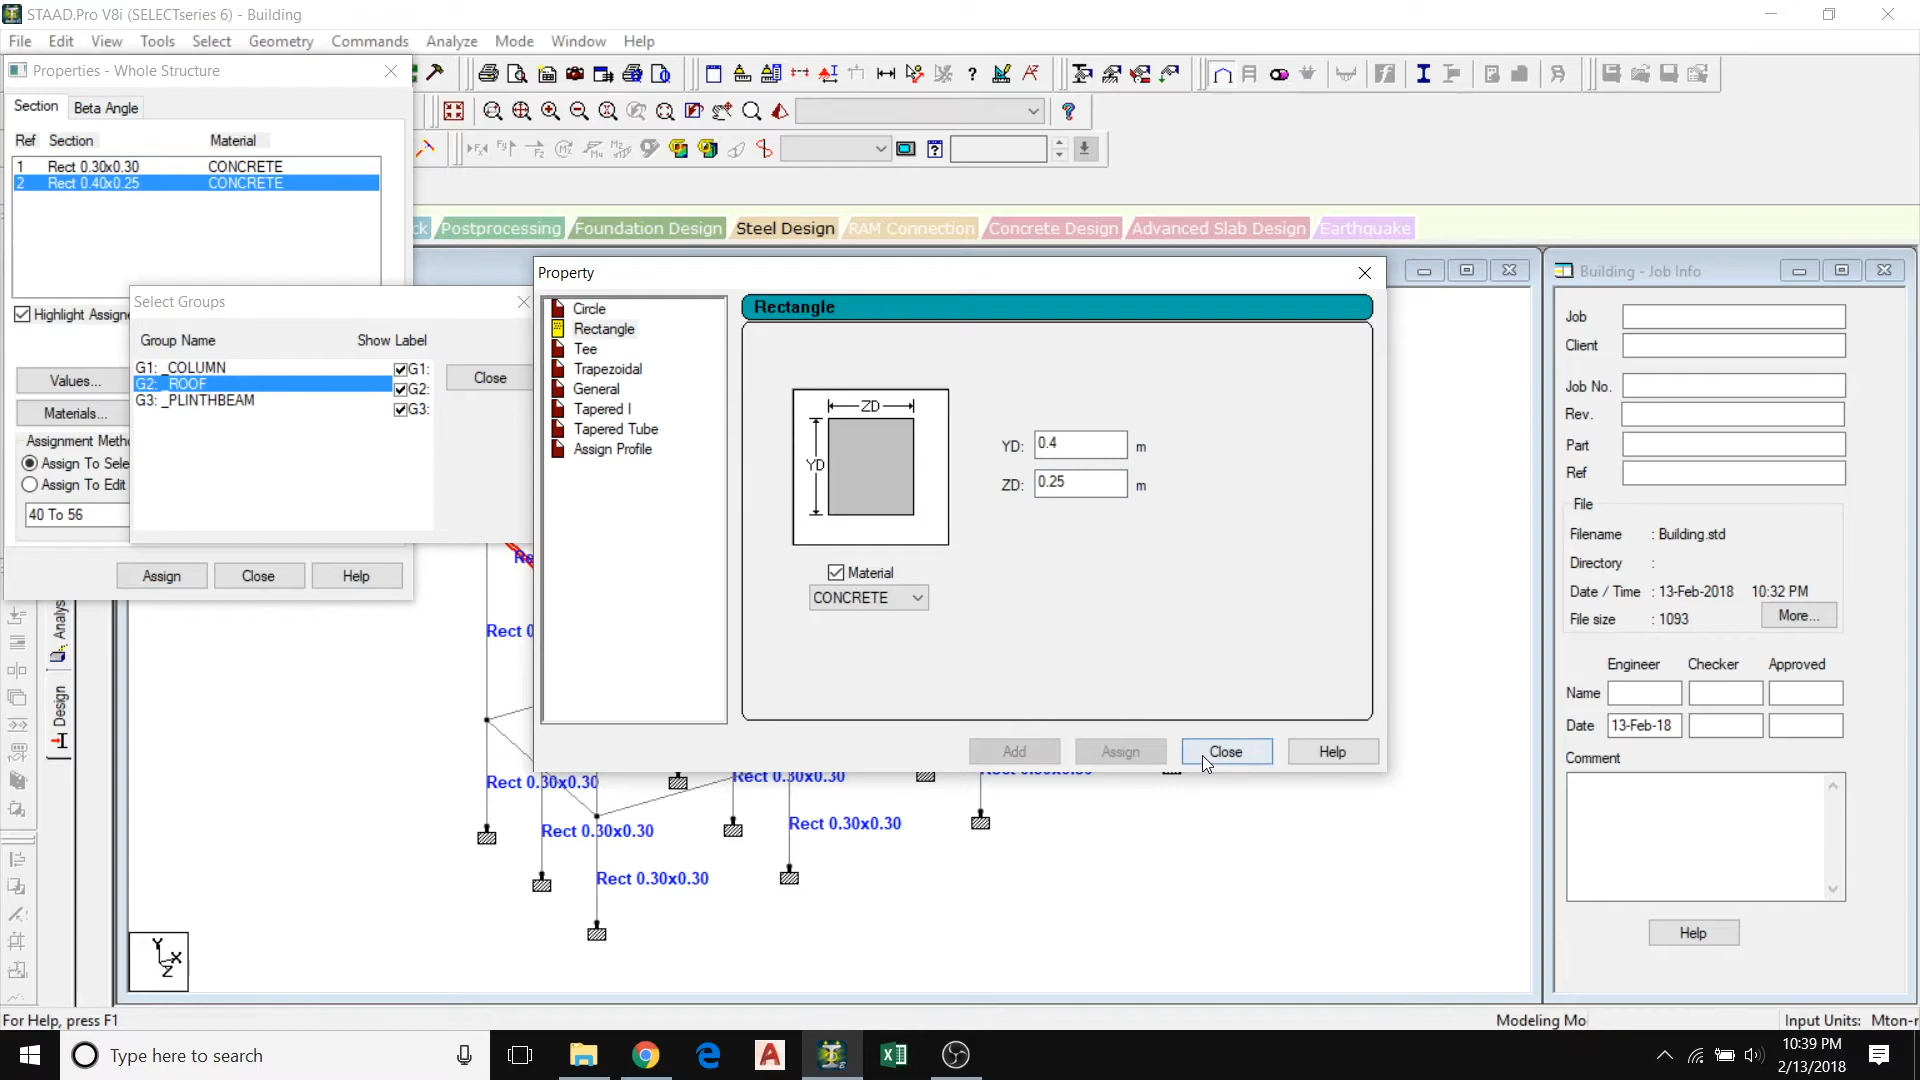 STAAD.Pro V8i (SELECTseries 6) - Building
File Edit View Tools Select Geometry Commands Analyze Mode Window Help
Properties - Whole Structure
Section Beta Angle
Ref Section Material
1 Rect 0.30x0.30 CONCRETE
2 Rect 0.40x0.25 CONCRETE
Highlight Assigne
Values...
Materials...
Assignment Metho
Assign To Sele
Assign To Edit
40 To 56
Assign Close Help
Select Groups
Group Name Show Label
G1: _COLUMN G1:
G2: _ROOF G2:
G3: _PLINTHBEAM G3:
Close
Postprocessing Foundation Design Steel Design RAM Connection Concrete Design Advanced Slab Design Earthquake
Property
Circle
Rectangle
Tee
Trapezoidal
General
Tapered I
Tapered Tube
Assign Profile
Rectangle
ZD
YD
YD: 0.4 m
ZD: 0.25 m
Material
CONCRETE
Add Assign Close Help
Analys
Design
Re
Rect 0
Rect 0.30x0.30
Rect 0.30x0.30
Rect 0.30x0.30
Rect 0.30x0.30
Rect 0.30x0.30
Y
X
Z
Building - Job Info
Job
Client
Job No.
Rev.
Part
Ref
File
Filename : Building.std
Directory :
Date / Time : 13-Feb-2018 10:32 PM
File size : 1093 More...
Engineer Checker Approved
Name
Date 13-Feb-18
Comment
Help
For Help, press F1
Modeling Mo
Input Units: Mton-r
Type here to search
10:39 PM
2/13/2018